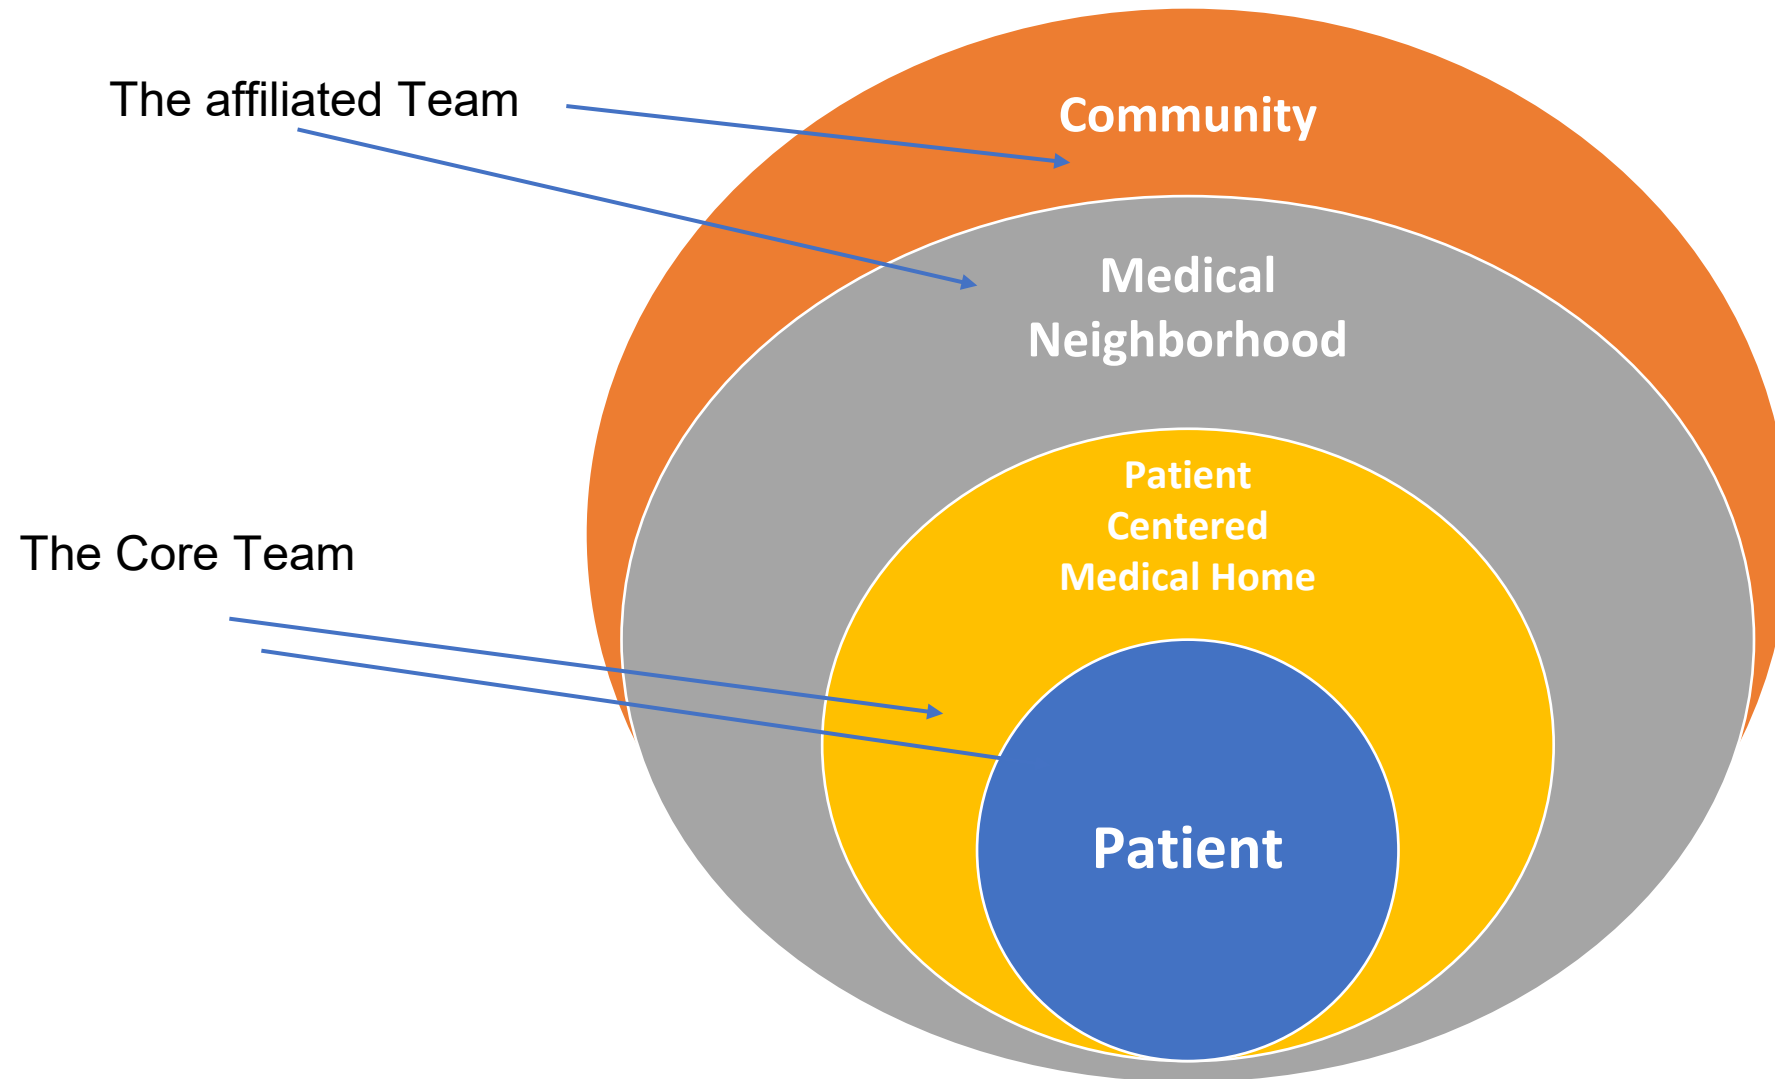 The affiliated Team
Community
Medical
Neighborhood
Patient
Centered
Medical Home
The Core Team
Patient